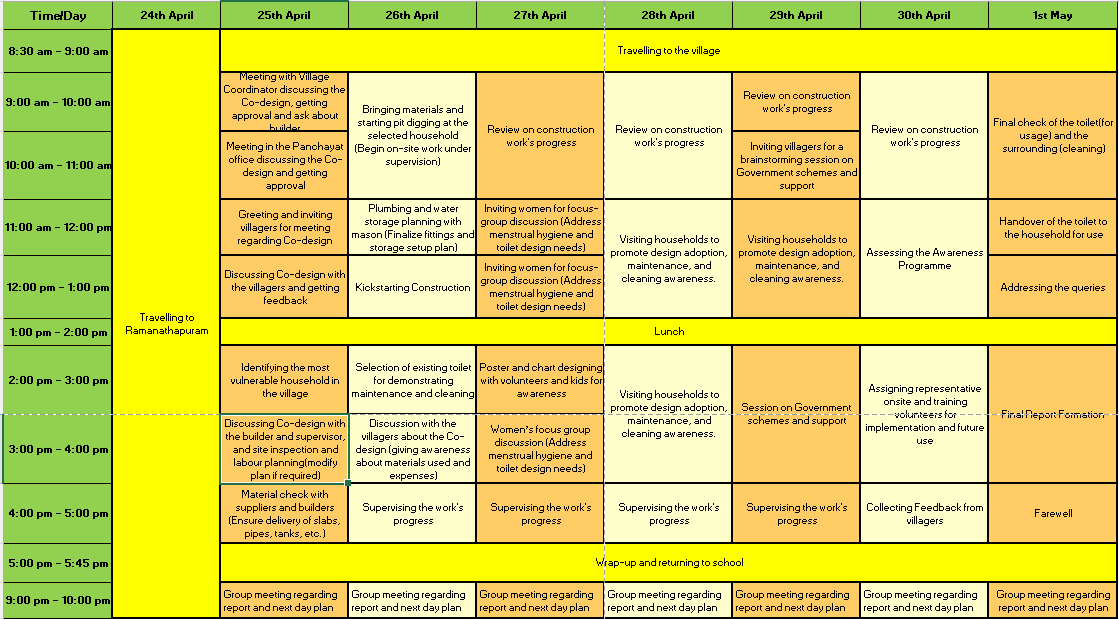 Time/Day
24th April
25th April
26th April
27th April
28th April
29th April
30th April
1st May
8:30 am - 9:00 am
Travelling to the village
9:00 am - 10:00 am
Meeting with Village
Coordinator discussing the
Co-design, getting
approval and ask about
builder
Bringing materials and
starting pit digging at the
selected household
(Begin on-site work under
supervision)
Review on construction
work's progress
Review on construction
work's progress
Review on construction
work's progress
Review on construction
work's progress
Final check of the toilet(for
usage) and the
surrounding (cleaning)
10:00 am - 11:00 am
Meeting in the Panchayat
office discussing the Co-
design and getting
approval
Inviting villagers for a
brainstorming session on
Government schemes and
support
11:00 am - 12:00 pm
Greeting and inviting
villagers for meeting
regarding Co-design
Plumbing and water
storage planning with
mason (Finalize fittings and
storage setup plan)
Inviting women for focus-
group discussion (Address
menstrual hygiene and
toilet design needs)
Visiting households to
promote design adoption,
maintenance, and
cleaning awareness.
Visiting households to
promote design adoption,
maintenance, and
cleaning awareness.
Assessing the Awareness
Programme
Handover of the toilet to
the household for use
12:00 pm - 1:00 pm
Discussing Co-design with
the villagers and getting
feedback
Kickstarting Construction
Inviting women for focus-
group discussion (Address
menstrual hygiene and
toilet design needs)
Addressing the queries
Travelling to
Ramanathapuram
1:00 pm - 2:00 pm
Lunch
2:00 pm - 3:00 pm
Identifying the most
vulnerable household in
the village
Selection of existing toilet
for demonstrating
maintenance and cleaning
Poster and chart designing
with volunteers and kids for
awareness
Visiting households to
promote design adoption,
maintenance, and
cleaning awareness.
Session on Government
schemes and support
Assigning representative
onsite and training
volunteers for
implementation and future
use
Final Report Formation
3:00 pm - 4:00 pm
Discussing Co-design with
the builder and supervisor,
and site inspection and
labour planning(modify
plan if required)
Discussion with the
villagers about the Co-
design (giving awareness
about materials used and
expenses)
Women's focus group
discussion (Address
menstrual hygiene and
toilet design needs)
4:00 pm - 5:00 pm
Material check with
suppliers and builders
(Ensure delivery of slabs,
pipes, tanks, etc.)
Supervising the work's
progress
Supervising the work's
progress
Supervising the work's
progress
Supervising the work's
progress
Collecting Feedback from
villagers
Farewell
5:00 pm - 5:45 pm
Wrap-up and returning to school
9:00 pm - 10:00 pm
Group meeting regarding
report and next day plan
Group meeting regarding
report and next day plan
Group meeting regarding
report and next day plan
Group meeting regarding
report and next day plan
Group meeting regarding
report and next day plan
Group meeting regarding
report and next day plan
Group meeting regarding
report and next day plan